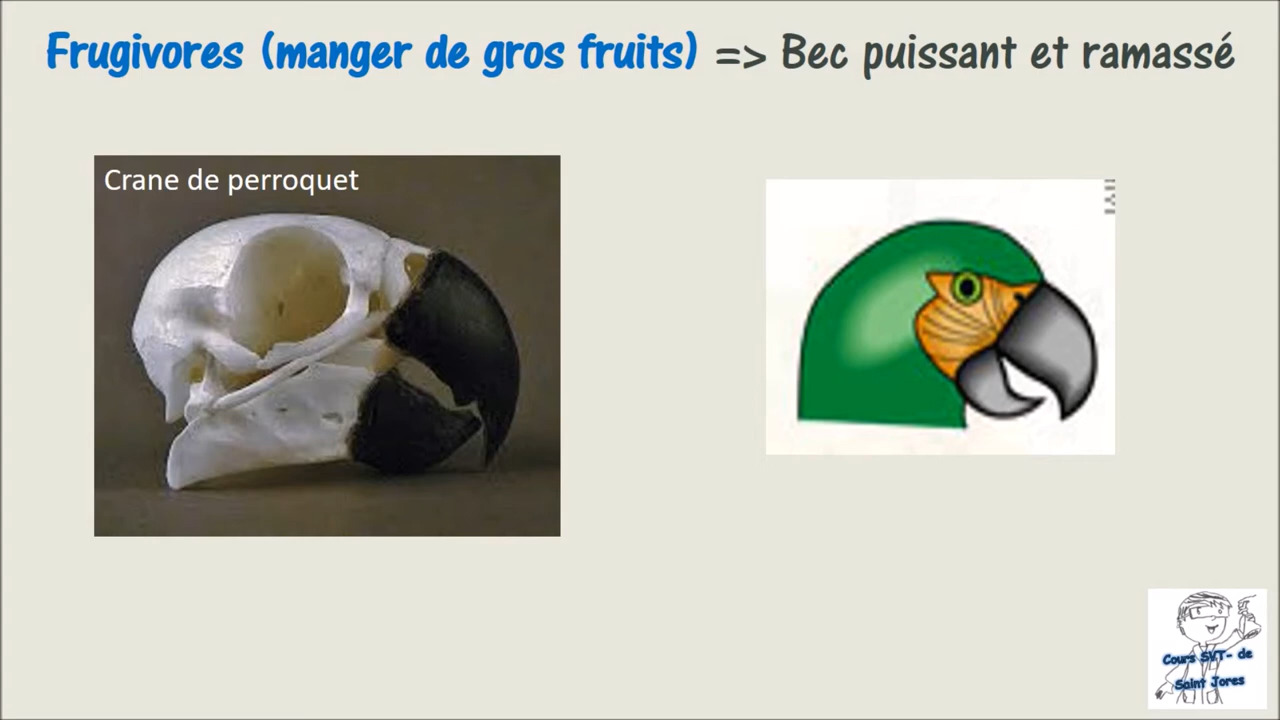 Frugivores (manger de gros fruits) => Bec puissant et ramassé
Crane de perroquet
Cours SVT- de
Saint Jores